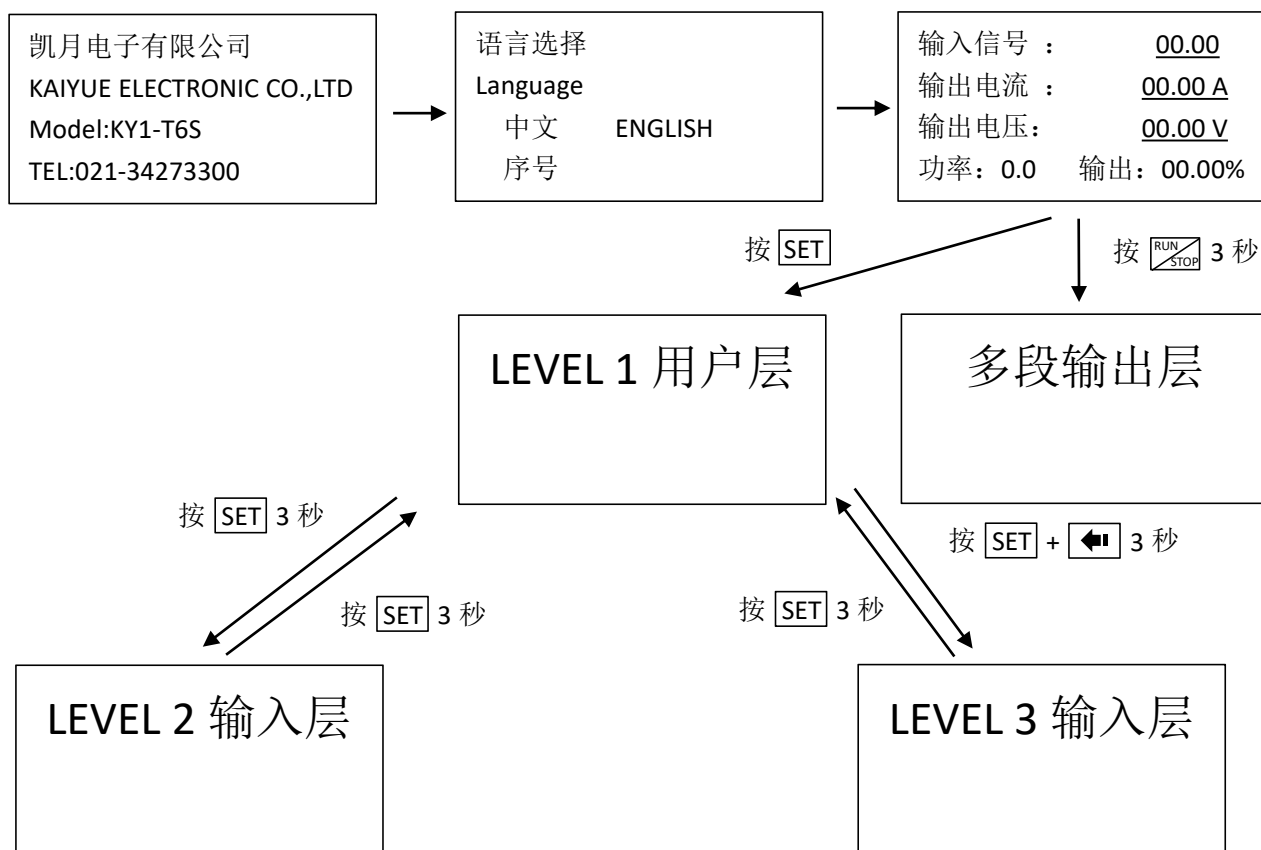 凯月电子有限公司
KAIYUE ELECTRONIC CO.,LTD
Model:KY1-T6S
TEL:021-34273300
语言选择
Language
中文 ENGLISH
序号
输入信号 : 00.00
输出电流 : 00.00 A
输出电压: 00.00 V
功率: 0.0 输出: 00.00%
按 SET
按 RUN/STOP 3 秒
LEVEL 1 用户层
多段输出层
按 SET 3 秒
按 SET + 3 秒
按 SET 3 秒
按 SET 3 秒
LEVEL 2 输入层
LEVEL 3 输入层